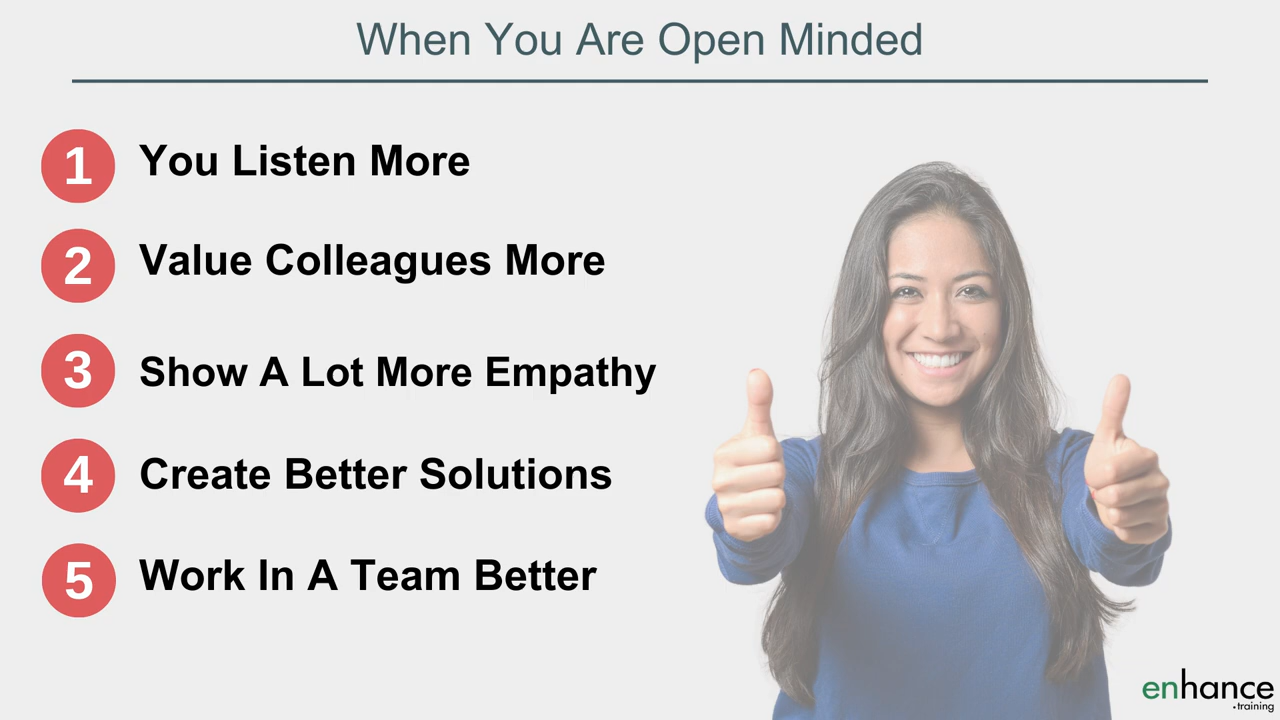 When You Are Open Minded
1 You Listen More
2 Value Colleagues More
3 Show A Lot More Empathy
4 Create Better Solutions
5 Work In A Team Better
enhance
.training